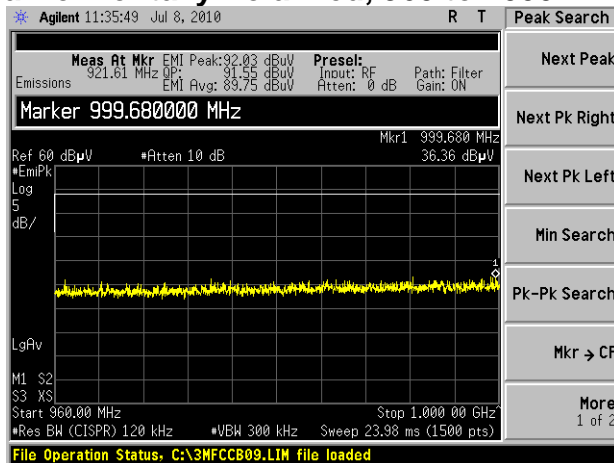 Agilent 11:35:49 Jul 8, 2010 R T Peak Search
Meas At Mkr EMI Peak:92.03 dBuV Presel:
921.61 MHz QP: 91.55 dBuV Input: RF Path: Filter
Emissions EMI Avg: 89.75 dBuV Atten: 0 dB Gain: ON
Marker 999.680000 MHz
Mkr1 999.680 MHz
Ref 60 dBµV #Atten 10 dB 36.36 dBµV
#EmiPk
Log
5
dB/
1
LgAv
M1 S2
S3 XS
Start 960.00 MHz Stop 1.000 00 GHz^
#Res BW (CISPR) 120 kHz #VBW 300 kHz Sweep 23.98 ms (1500 pts)
File Operation Status, C:\3MFCCB09.LIM file loaded
Next Peak
Next Pk Right
Next Pk Left
Min Search
Pk-Pk Search
Mkr → CF
More
1 of 2